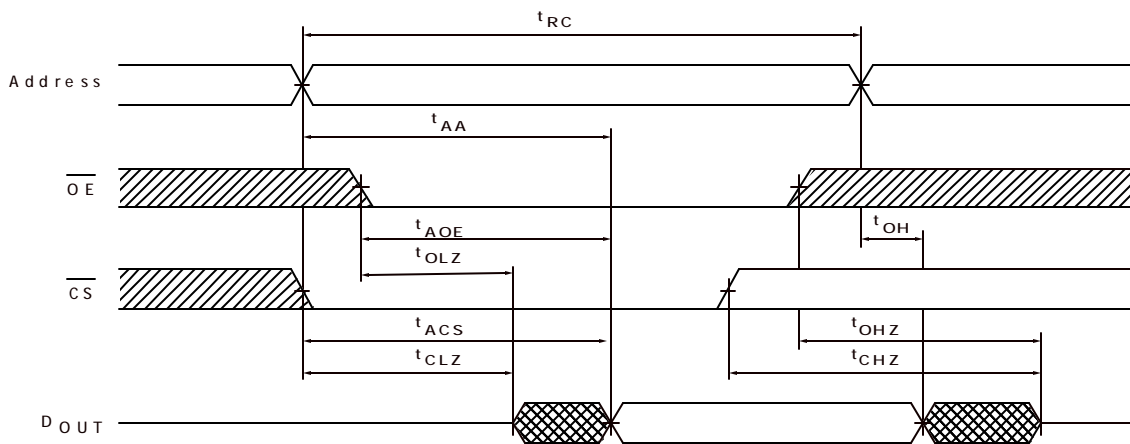 tRC
Address
tAA
OE
tAOE
tOH
tOLZ
CS
tACS
tOHZ
tCLZ
tCHZ
DOUT